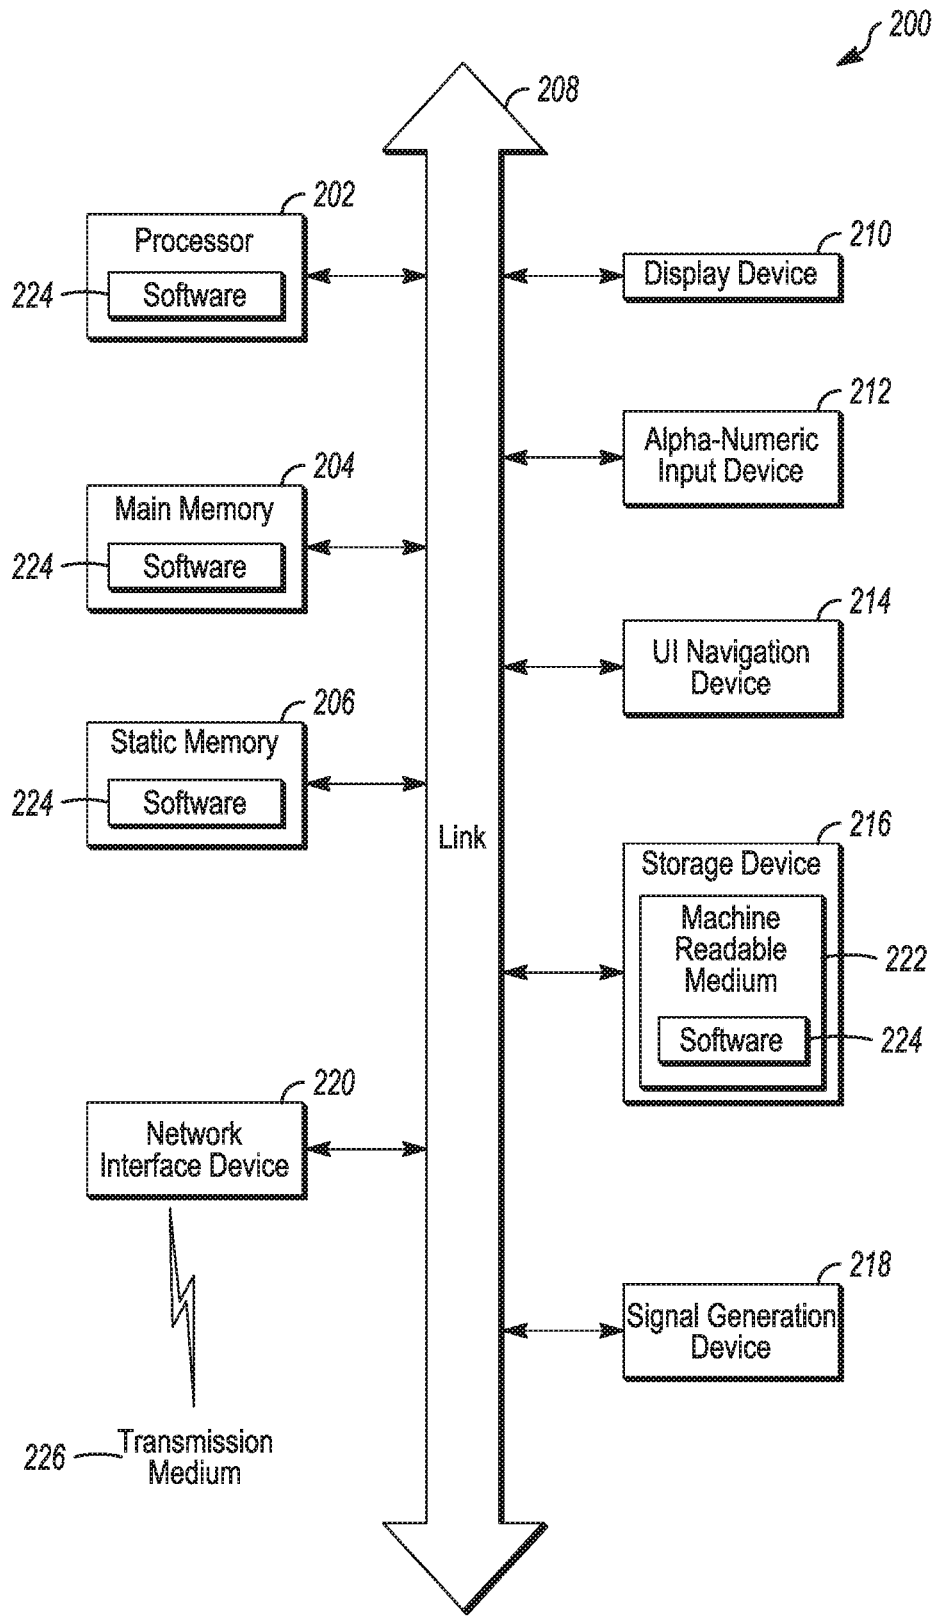 200
208
202
Processor
224
Software
204
Main Memory
224
Software
206
Static Memory
224
Software
Link
220
Network
Interface Device
226
Transmission
Medium
210
Display Device
212
Alpha-Numeric
Input Device
214
UI Navigation
Device
216
Storage Device
Machine
Readable
Medium
222
Software
224
218
Signal Generation
Device